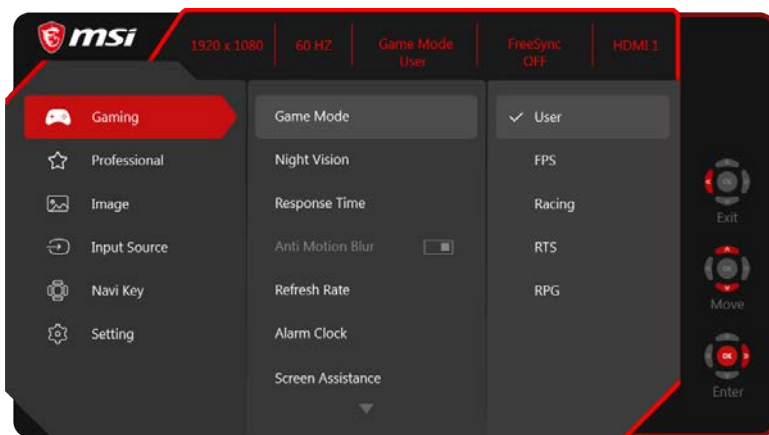 msi
1920 x 1080
60 HZ
Game Mode
User
FreeSync
OFF
HDMI 1
Gaming
Professional
Image
Input Source
Navi Key
Setting
Game Mode
Night Vision
Response Time
Anti Motion Blur
Refresh Rate
Alarm Clock
Screen Assistance
User
FPS
Racing
RTS
RPG
OK
Exit
OK
Move
OK
Enter